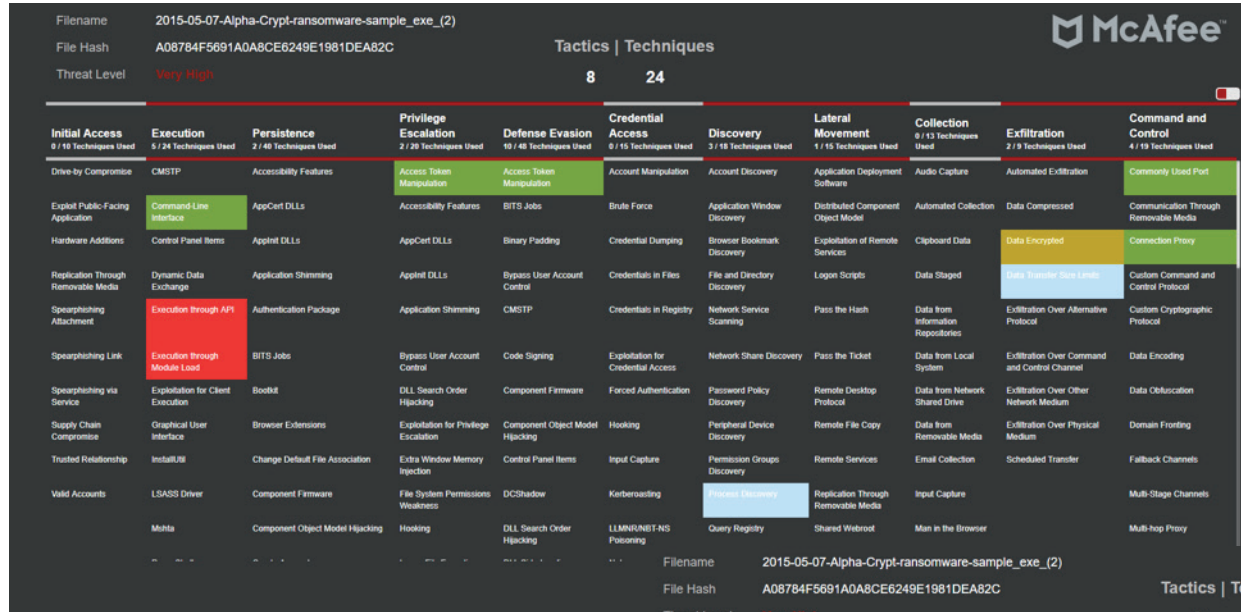 Filename 2015-05-07-Alpha-Crypt-ransomware-sample_exe_(2)
McAfee™
File Hash A08784F5691A0A8CE6249E1981DEA82C Tactics | Techniques
Threat Level Very High 8 24
Initial Access Execution Persistence Privilege Escalation Defense Evasion Credential Access Discovery Lateral Movement Collection Exfiltration Command and Control
0 / 10 Techniques Used 5 / 24 Techniques Used 2 / 40 Techniques Used 2 / 20 Techniques Used 10 / 48 Techniques Used 0 / 15 Techniques Used 3 / 18 Techniques Used 1 / 15 Techniques Used 0 / 13 Techniques Used 2 / 9 Techniques Used 4 / 19 Techniques Used
Drive-by Compromise CMSTP Accessibility Features Access Token Manipulation Access Token Manipulation Account Manipulation Account Discovery Application Deployment Software Audio Capture Automated Exfiltration Commonly Used Port
Exploit Public-Facing Application Command-Line Interface AppCert DLLs Accessibility Features BITS Jobs Brute Force Application Window Discovery Distributed Component Object Model Automated Collection Data Compressed Communication Through Removable Media
Hardware Additions Control Panel Items AppInit DLLs AppCert DLLs Binary Padding Credential Dumping Browser Bookmark Discovery Exploitation of Remote Services Clipboard Data Data Encrypted Connection Proxy
Replication Through Removable Media Dynamic Data Exchange Application Shimming AppInit DLLs Bypass User Account Control Credentials in Files File and Directory Discovery Logon Scripts Data Staged Data Transfer Size Limits Custom Command and Control Protocol
Spearphishing Attachment Execution through API Authentication Package Application Shimming CMSTP Credentials in Registry Network Service Scanning Pass the Hash Data from Information Repositories Exfiltration Over Alternative Protocol Custom Cryptographic Protocol
Spearphishing Link Execution through Module Load BITS Jobs Bypass User Account Control Code Signing Exploitation for Credential Access Network Share Discovery Pass the Ticket Data from Local System Exfiltration Over Command and Control Channel Data Encoding
Spearphishing via Service Exploitation for Client Execution Bootkit DLL Search Order Hijacking Component Firmware Forced Authentication Password Policy Discovery Remote Desktop Protocol Data from Network Shared Drive Exfiltration Over Other Network Medium Data Obfuscation
Supply Chain Compromise Graphical User Interface Browser Extensions Exploitation for Privilege Escalation Component Object Model Hijacking Hooking Peripheral Device Discovery Remote File Copy Data from Removable Media Exfiltration Over Physical Medium Domain Fronting
Trusted Relationship InstallUtil Change Default File Association Extra Window Memory Injection Control Panel Items Input Capture Permission Groups Discovery Remote Services Email Collection Scheduled Transfer Fallback Channels
Valid Accounts LSASS Driver Component Firmware File System Permissions Weakness DCShadow Kerberoasting Process Discovery Replication Through Removable Media Input Capture Multi-Stage Channels
Mshta Component Object Model Hijacking Hooking DLL Search Order Hijacking LLMNR/NBT-NS Poisoning Query Registry Shared Webroot Man in the Browser Multi-hop Proxy
Filename 2015-05-07-Alpha-Crypt-ransomware-sample_exe_(2)
File Hash A08784F5691A0A8CE6249E1981DEA82C Tactics |